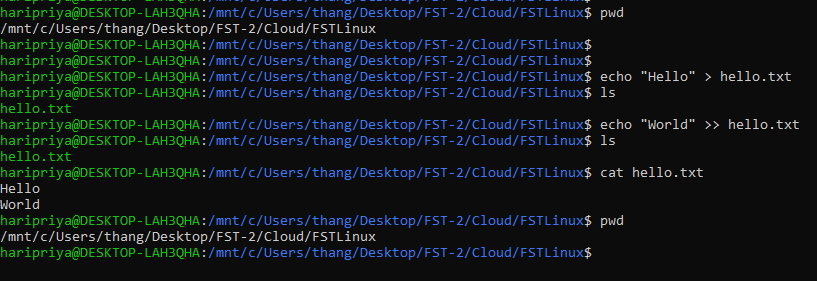 haripriya@DESKTOP-LAH3QHA:/mnt/c/Users/thang/Desktop/FST-2/Cloud/FSTLinux$ pwd
/mnt/c/Users/thang/Desktop/FST-2/Cloud/FSTLinux
haripriya@DESKTOP-LAH3QHA:/mnt/c/Users/thang/Desktop/FST-2/Cloud/FSTLinux$
haripriya@DESKTOP-LAH3QHA:/mnt/c/Users/thang/Desktop/FST-2/Cloud/FSTLinux$
haripriya@DESKTOP-LAH3QHA:/mnt/c/Users/thang/Desktop/FST-2/Cloud/FSTLinux$ echo "Hello" > hello.txt
haripriya@DESKTOP-LAH3QHA:/mnt/c/Users/thang/Desktop/FST-2/Cloud/FSTLinux$ ls
hello.txt
haripriya@DESKTOP-LAH3QHA:/mnt/c/Users/thang/Desktop/FST-2/Cloud/FSTLinux$ echo "World" >> hello.txt
haripriya@DESKTOP-LAH3QHA:/mnt/c/Users/thang/Desktop/FST-2/Cloud/FSTLinux$ ls
hello.txt
haripriya@DESKTOP-LAH3QHA:/mnt/c/Users/thang/Desktop/FST-2/Cloud/FSTLinux$ cat hello.txt
Hello
World
haripriya@DESKTOP-LAH3QHA:/mnt/c/Users/thang/Desktop/FST-2/Cloud/FSTLinux$ pwd
/mnt/c/Users/thang/Desktop/FST-2/Cloud/FSTLinux
haripriya@DESKTOP-LAH3QHA:/mnt/c/Users/thang/Desktop/FST-2/Cloud/FSTLinux$